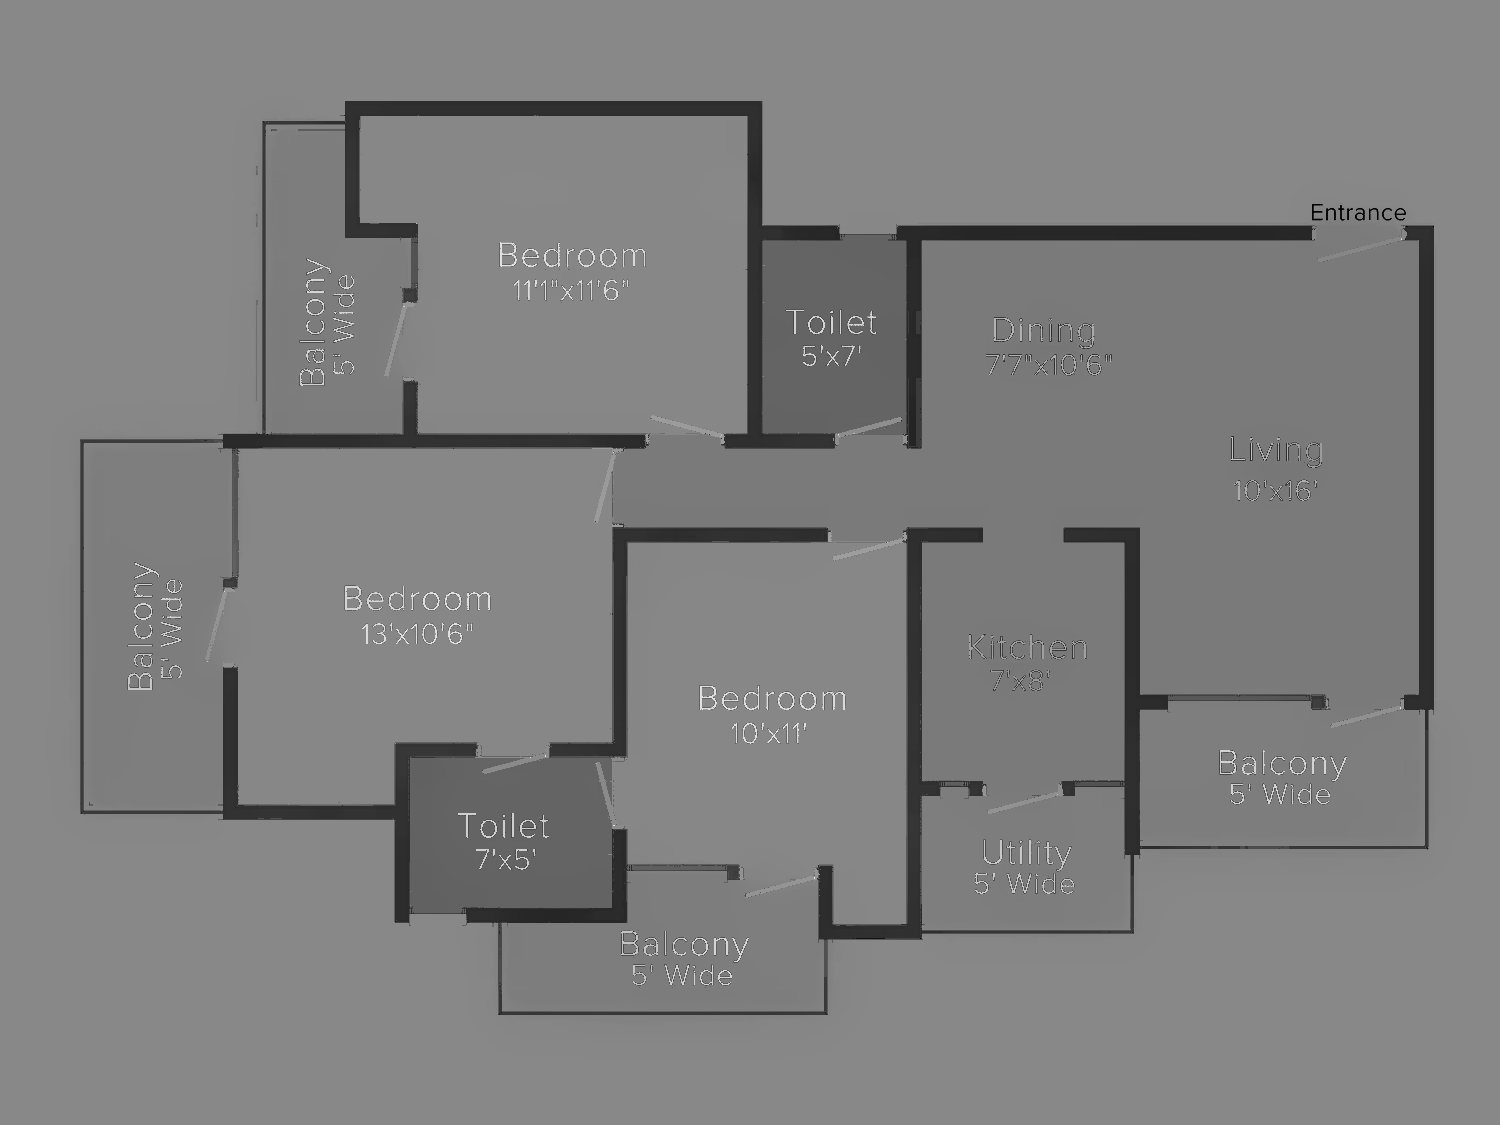 Entrance
Bedroom
11'1"x11'6"
Balcony
5' Wide
Toilet
5'x7'
Dining
7'7"x10'6"
Living
10'x16'
Balcony
5' Wide
Bedroom
13'x10'6"
Bedroom
10'x11'
Kitchen
7'x8'
Balcony
5' Wide
Toilet
7'x5'
Utility
5' Wide
Balcony
5' Wide